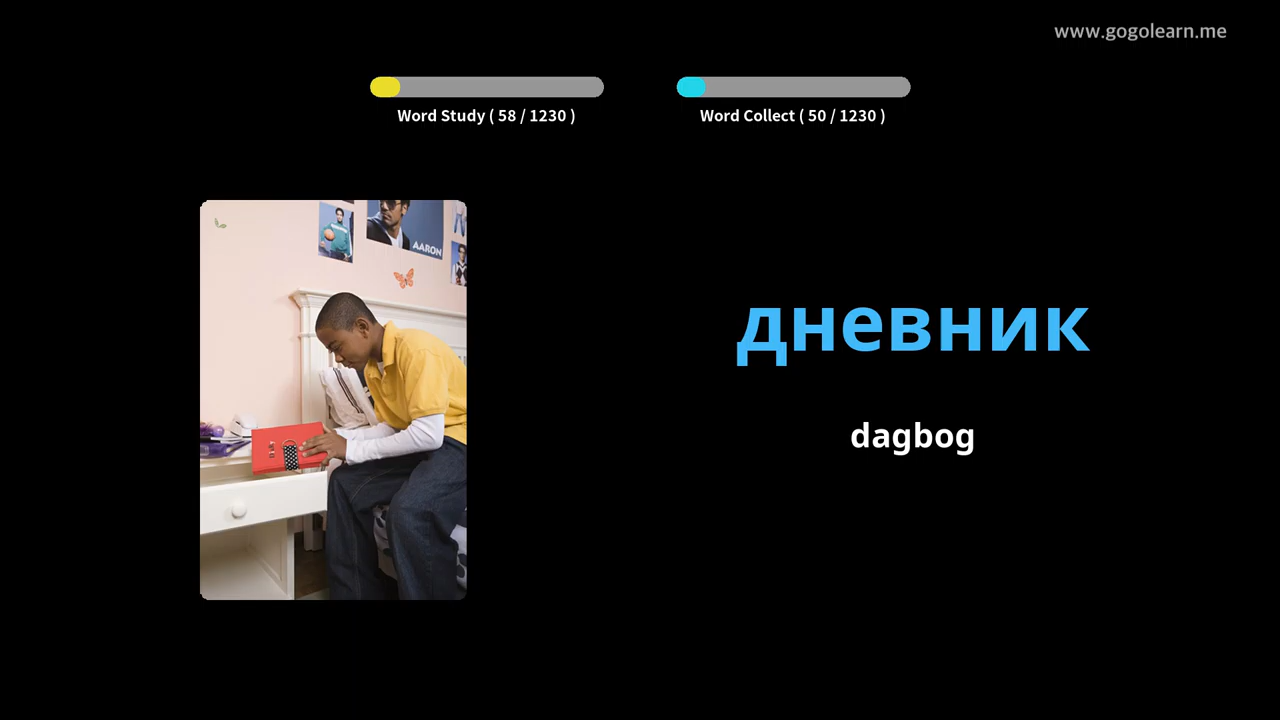 www.gogolearn.me
Word Study ( 58 / 1230 )
Word Collect ( 50 / 1230 )
AARON
дневник
dagbog